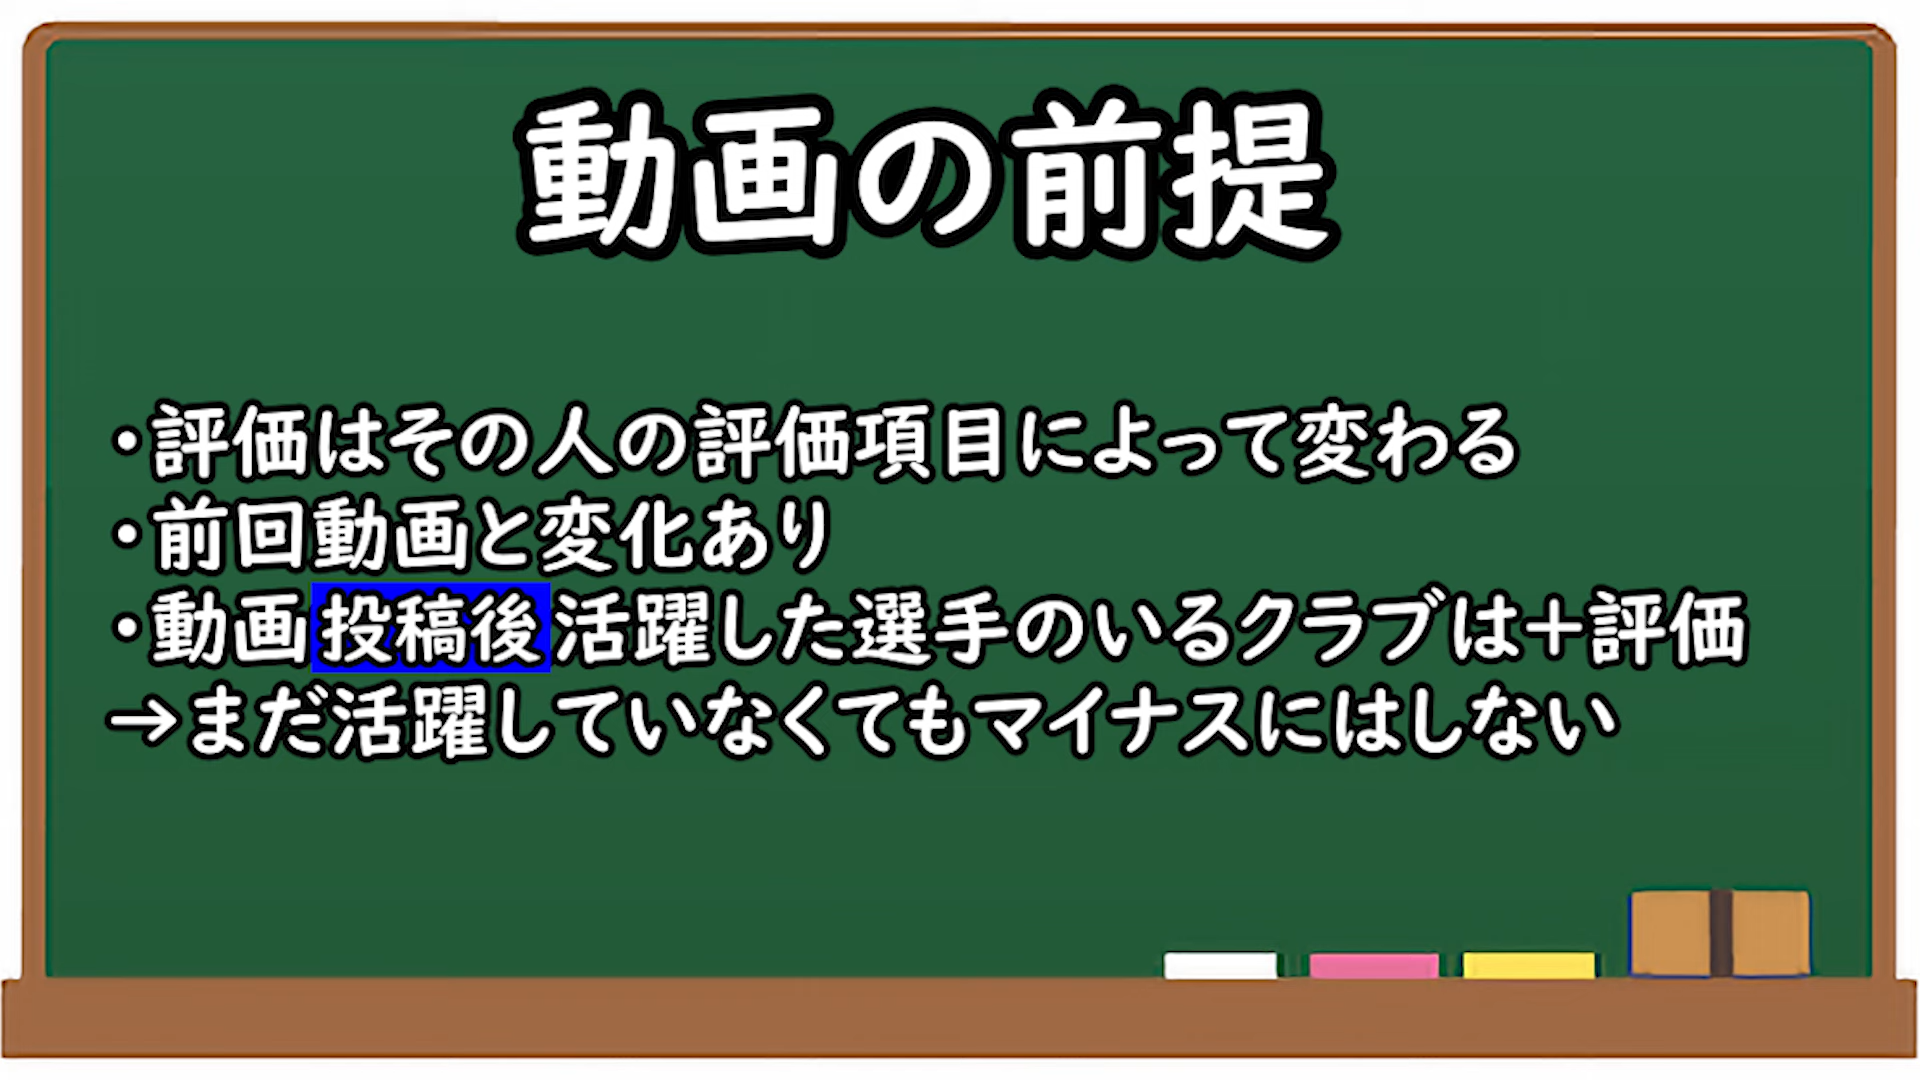 動画の前提
・評価はその人の評価項目によって変わる
・前回動画と変化あり
・動画投稿後活躍した選手のいるクラブは＋評価
→まだ活躍していなくてもマイナスにはしない